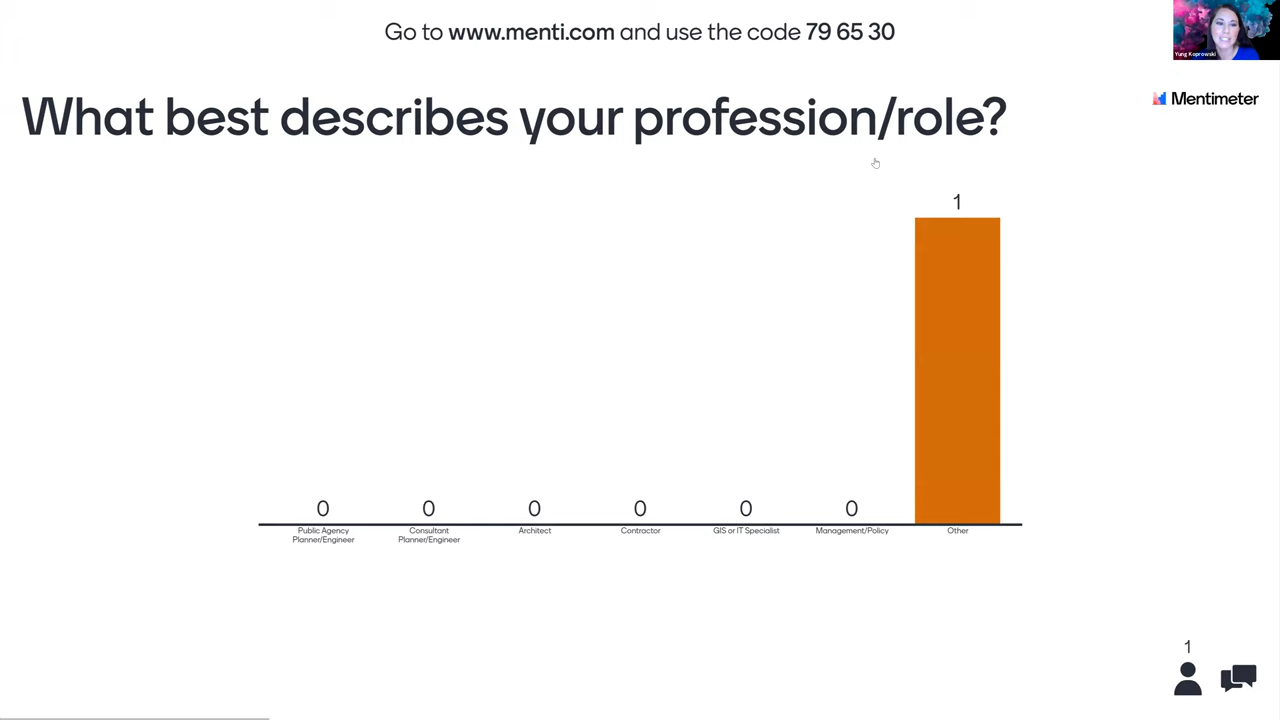 Go to www.menti.com and use the code 79 65 30
Yung Koprowski
Mentimeter
What best describes your profession/role?
1
0
0
0
0
0
0
Public Agency
Planner/Engineer
Consultant
Planner/Engineer
Architect
Contractor
GIS or IT Specialist
Management/Policy
Other
1